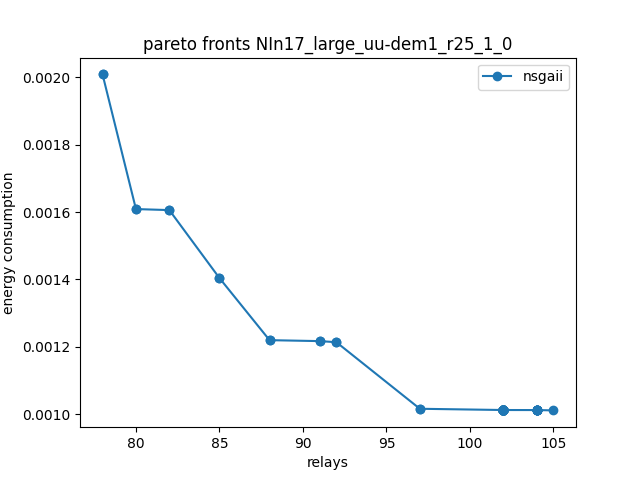 pareto fronts NIn17_large_uu-dem1_r25_1_0
nsgaii
0.0020
0.0018
0.0016
0.0014
0.0012
0.0010
energy consumption
80 85 90 95 100 105
relays